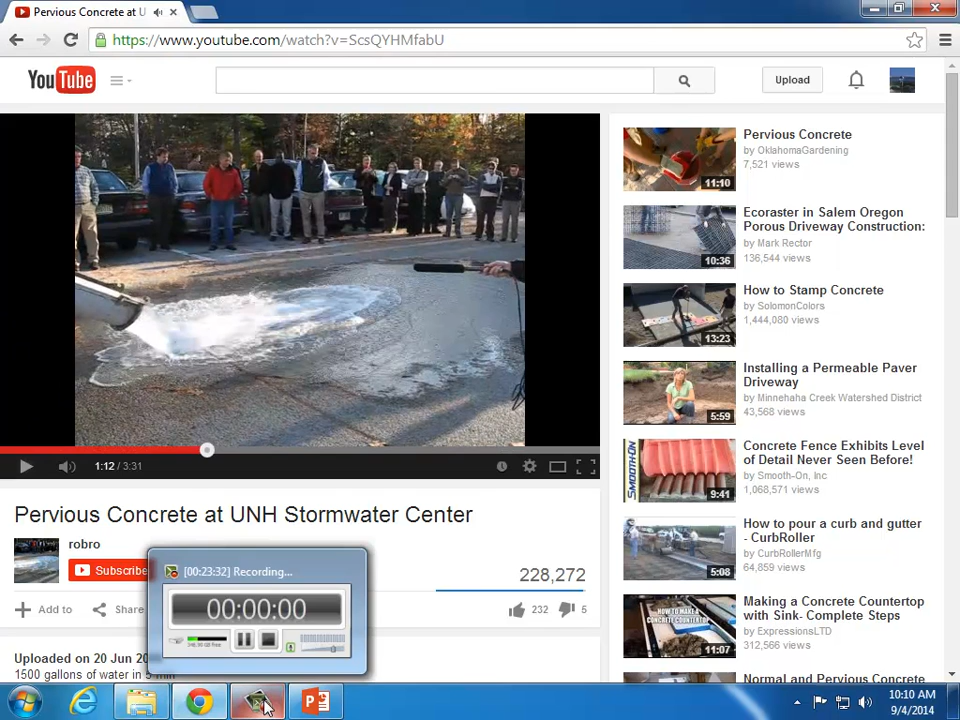 Pervious Concrete at U
https://www.youtube.com/watch?v=ScsQYHMfabU
YouTube
Upload
Pervious Concrete
by OklahomaGardening
7,521 views
11:10
Ecoraster in Salem Oregon
Porous Driveway Construction:
by Mark Rector
136,544 views
10:36
How to Stamp Concrete
by SolomonColors
1,444,080 views
13:23
Installing a Permeable Paver
Driveway
by Minnehaha Creek Watershed District
43,568 views
5:59
Concrete Fence Exhibits Level
of Detail Never Seen Before!
by Smooth-On, Inc
1,068,571 views
SMOOTH-ON
9:41
How to pour a curb and gutter
- CurbRoller
by CurbRollerMfg
64,859 views
5:08
Making a Concrete Countertop
with Sink- Complete Steps
by ExpressionsLTD
312,566 views
HOW TO MAKE A
CONCRETE COUNTERTOP
11:07
Normal and Pervious Concrete
1:12 / 3:31
Pervious Concrete at UNH Stormwater Center
robro
Subscribe
228,272
Add to
Share
232
5
Uploaded on 20 Jun 20
1500 gallons of water in 5 min
[00:23:32] Recording...
00:00:00
10:10 AM
9/4/2014